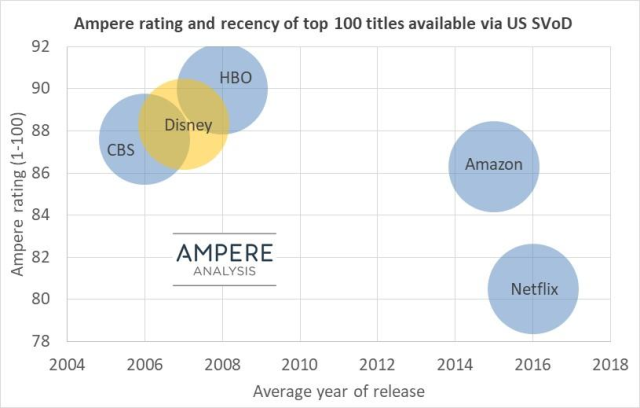 Ampere rating and recency of top 100 titles available via US SVoD
Ampere rating (1-100)
92
90
88
86
84
82
80
78
HBO
Disney
CBS
Amazon
Netflix
AMPERE
ANALYSIS
2004 2006 2008 2010 2012 2014 2016 2018
Average year of release